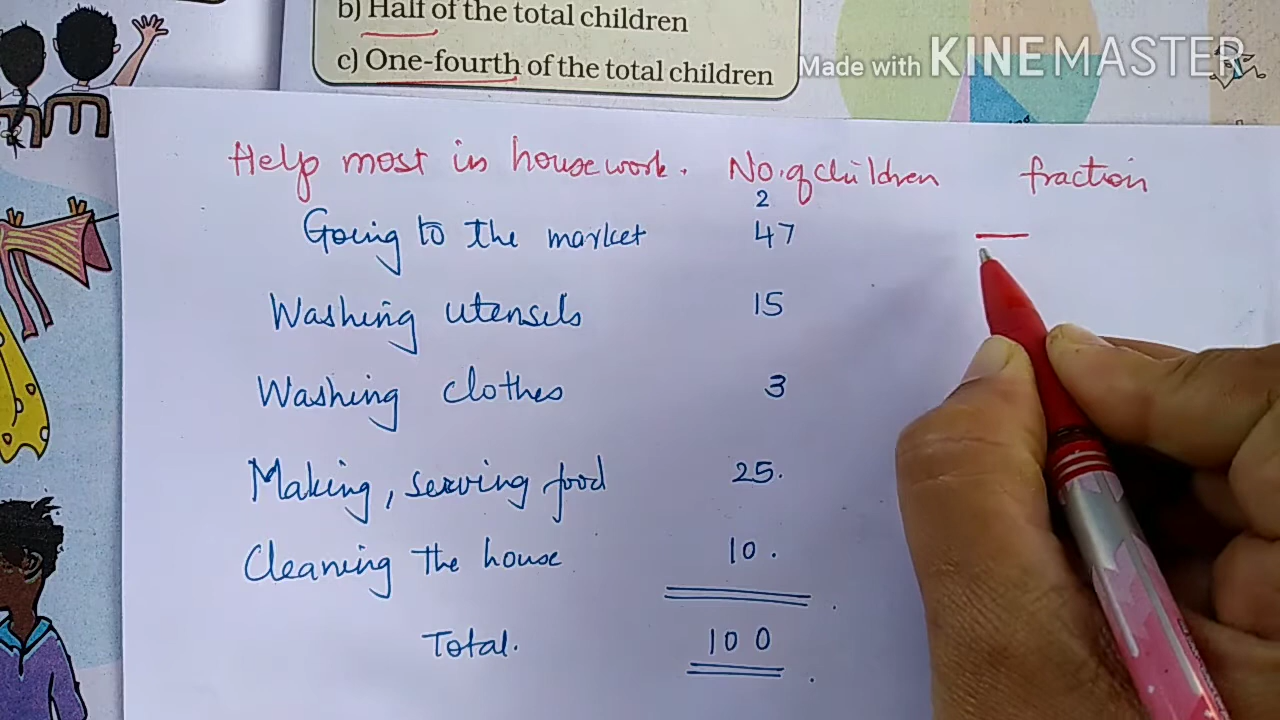 b) Half of the total children
c) One-fourth of the total children
Made with KINEMASTER
Help most in housework. No. of children fraction
2
Going to the market 47
Washing utensils 15
Washing clothes 3
Making, serving food 25.
Cleaning the house 10.
Total. 100